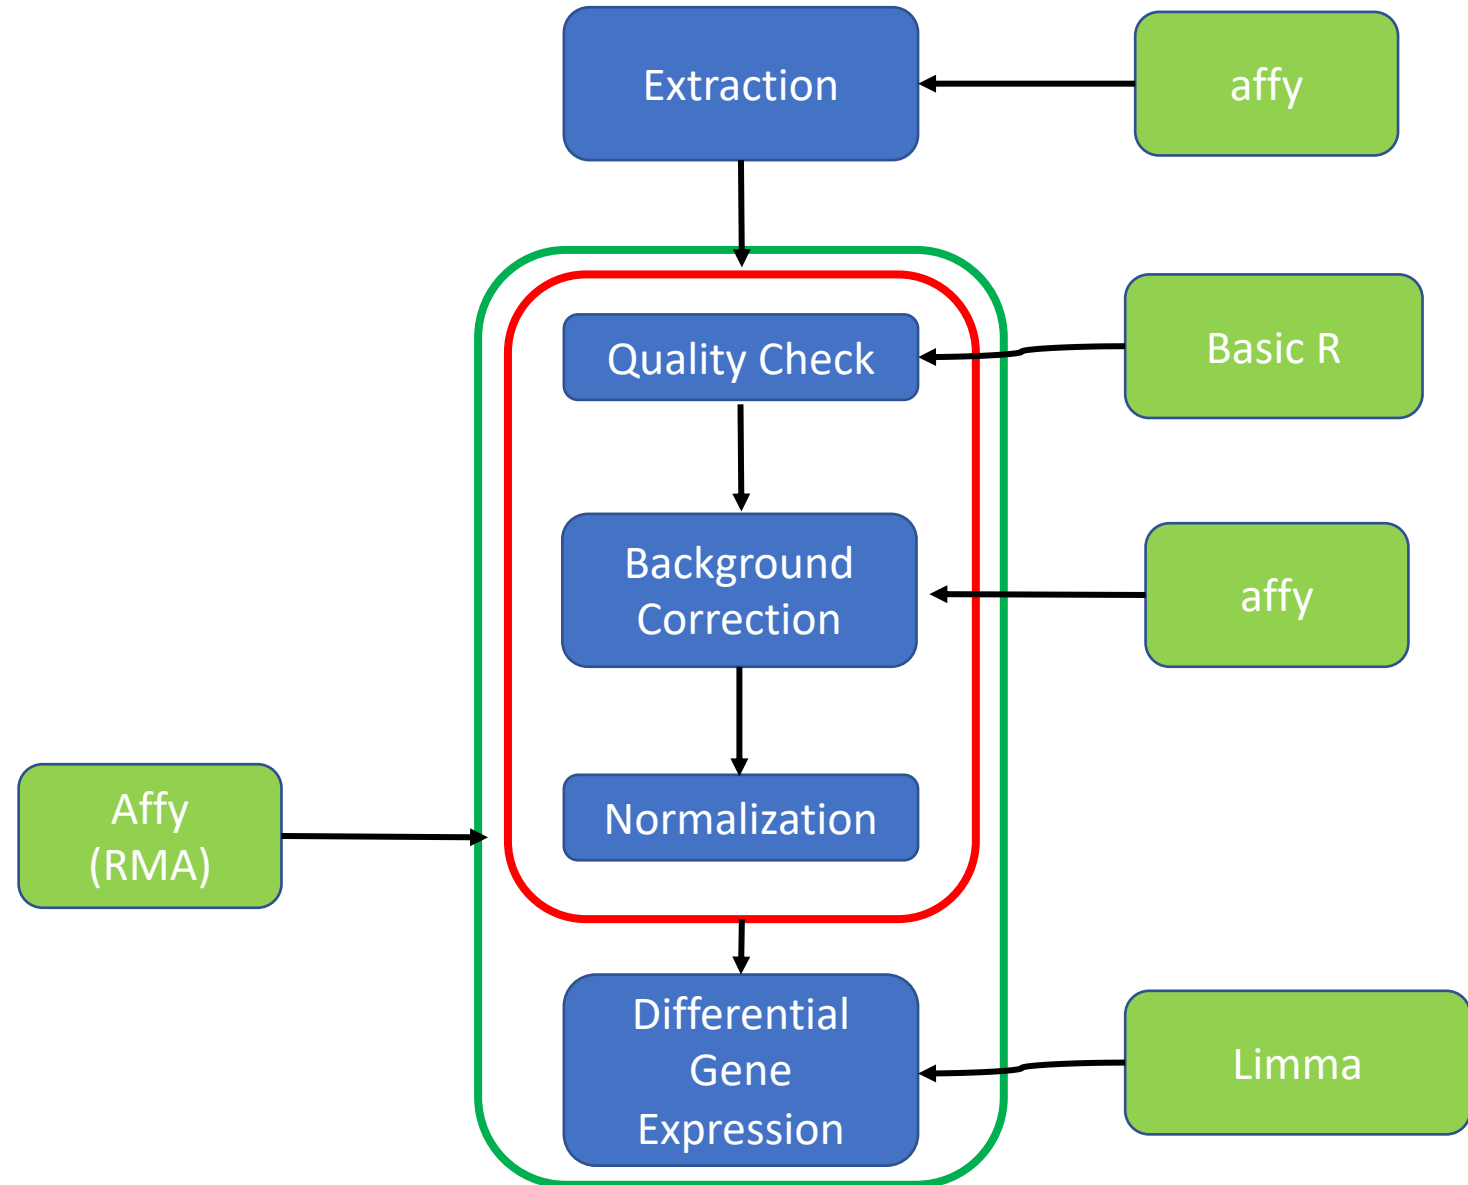 Extraction
affy
Quality Check
Basic R
Background
Correction
affy
Affy
(RMA)
Normalization
Differential
Gene
Expression
Limma